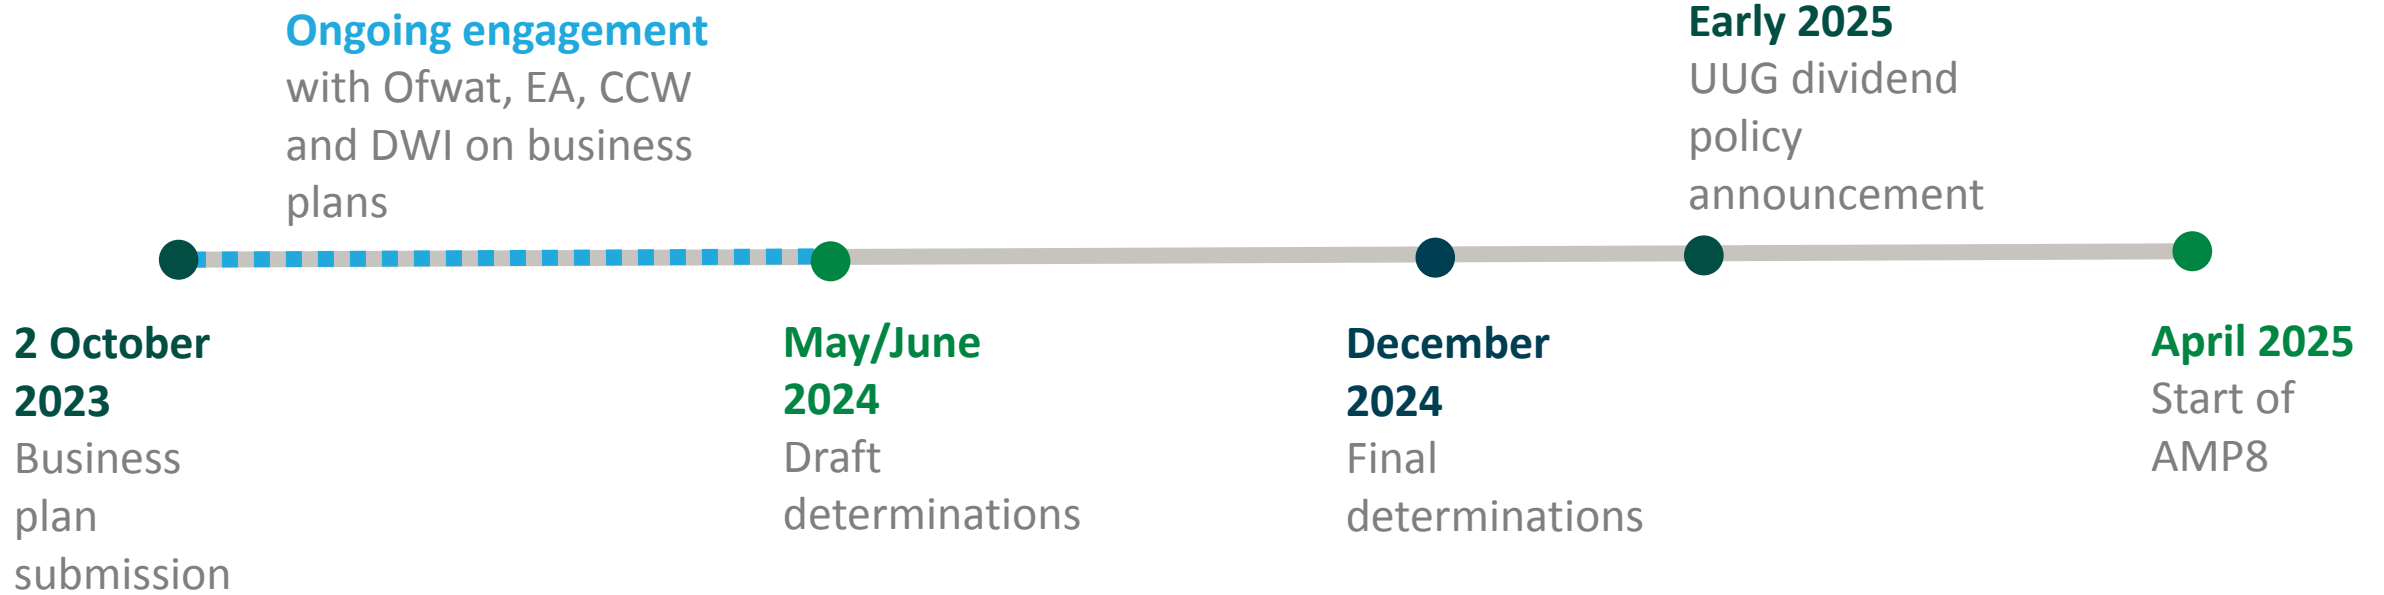 Ongoing engagement
with Ofwat, EA, CCW
and DWI on business
plans
Early 2025
UUG dividend
policy
announcement
2 October
2023
Business
plan
submission
May/June
2024
Draft
determinations
December
2024
Final
determinations
April 2025
Start of
AMP8